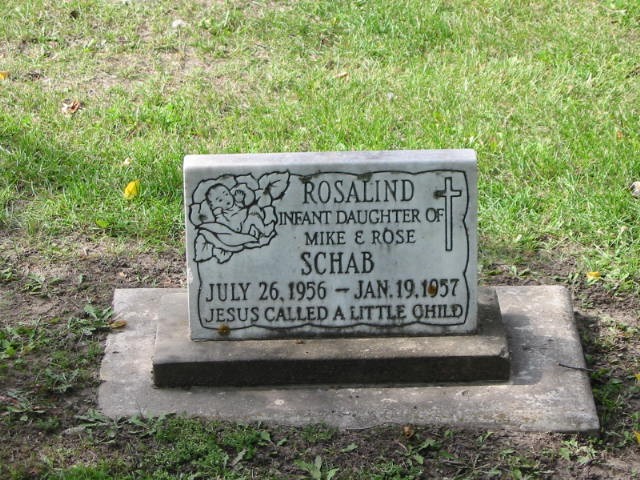 ROSALIND
INFANT DAUGHTER OF
MIKE & ROSE
SCHAB
JULY 26, 1956 — JAN. 19, 1957
JESUS CALLED A LITTLE CHILD